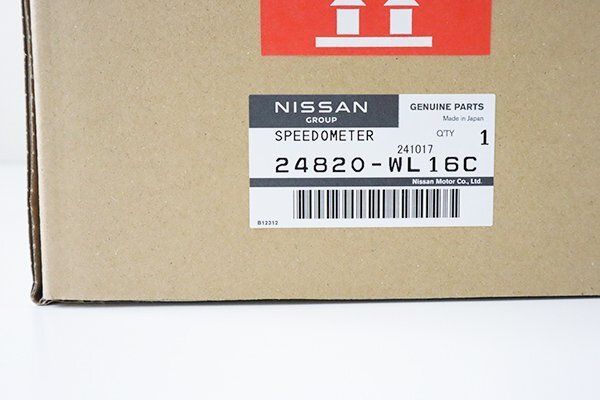 NISSAN
GROUP
GENUINE PARTS
Made in Japan
SPEEDOMETER
Q'TY 1
241017
24820-WL16C
Nissan Motor Co., Ltd.
B12312